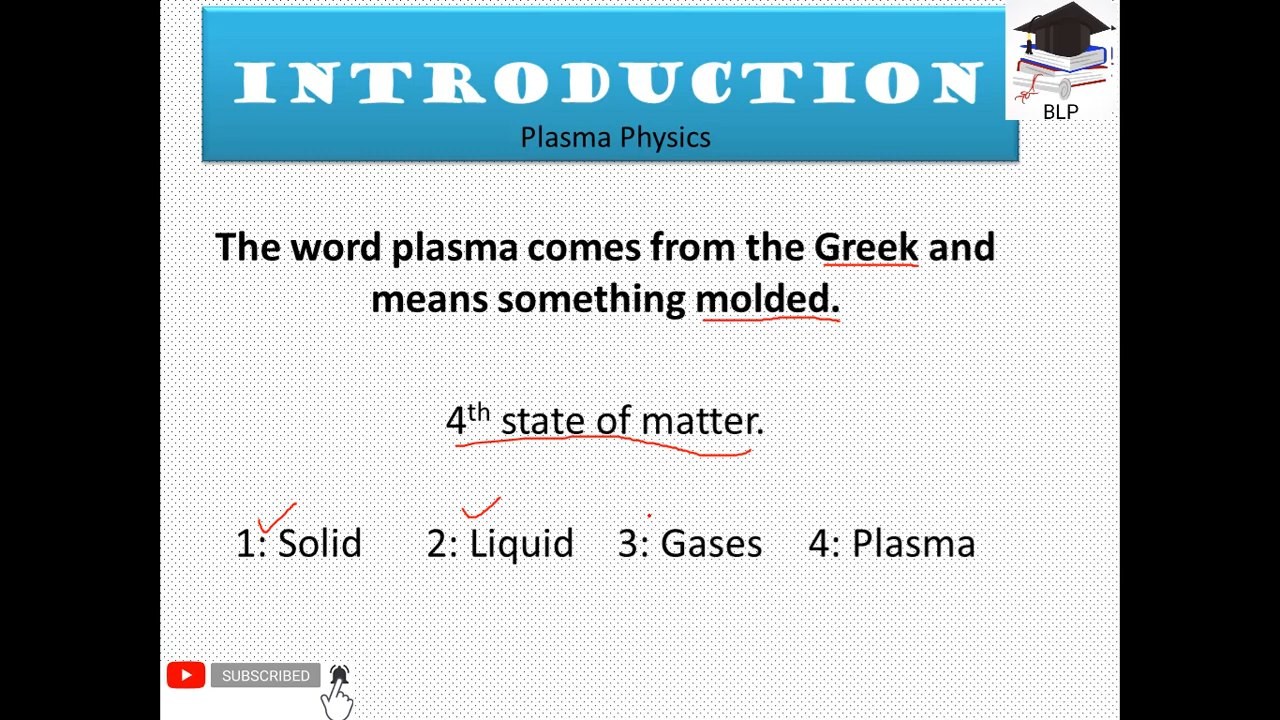 INTRODUCTION
BLP
Plasma Physics
The word plasma comes from the Greek and
means something molded.
4th state of matter.
1: Solid 2: Liquid 3: Gases 4: Plasma
SUBSCRIBED